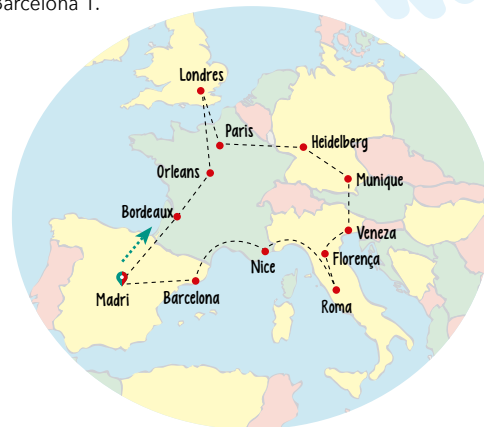 Barcelona 1.
Londres
Paris
Heidelberg
Orleans
Munique
Bordeaux
Veneza
Florença
Nice
Madri
Barcelona
Roma